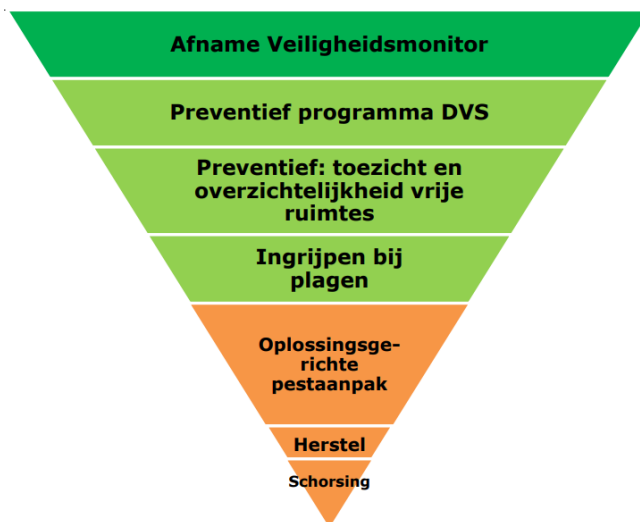 Afname Veiligheidsmonitor
Preventief programma DVS
Preventief: toezicht en
overzichtelijkheid vrije
ruimtes
Ingrijpen bij
plagen
Oplossingsge-
richte
pestaanpak
Herstel
Schorsing